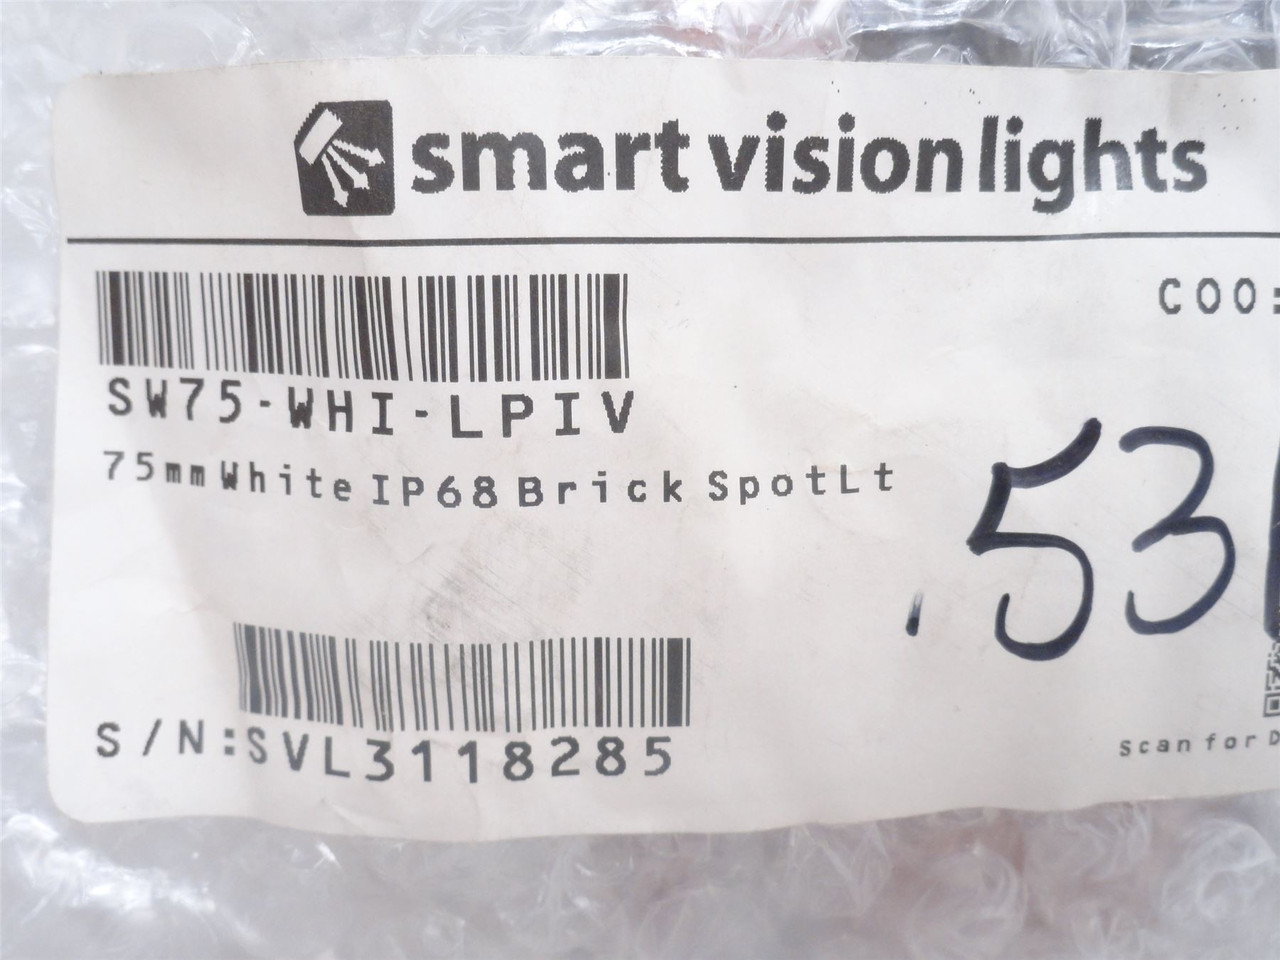 smart vision lights
COO:
SW75-WHI-LPIV
75mm White IP68 Brick SpotLt
.53
S/N:SVL3118285
Scan for D